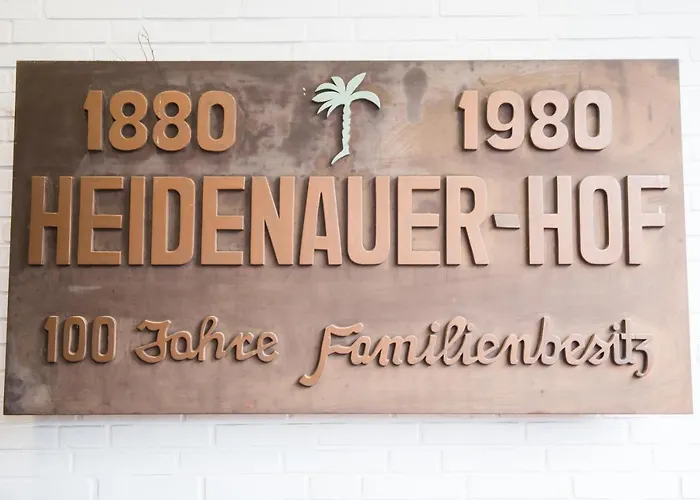 1880 1980
HEIDENAUER-HOF
100 Jahre Familienbesitz